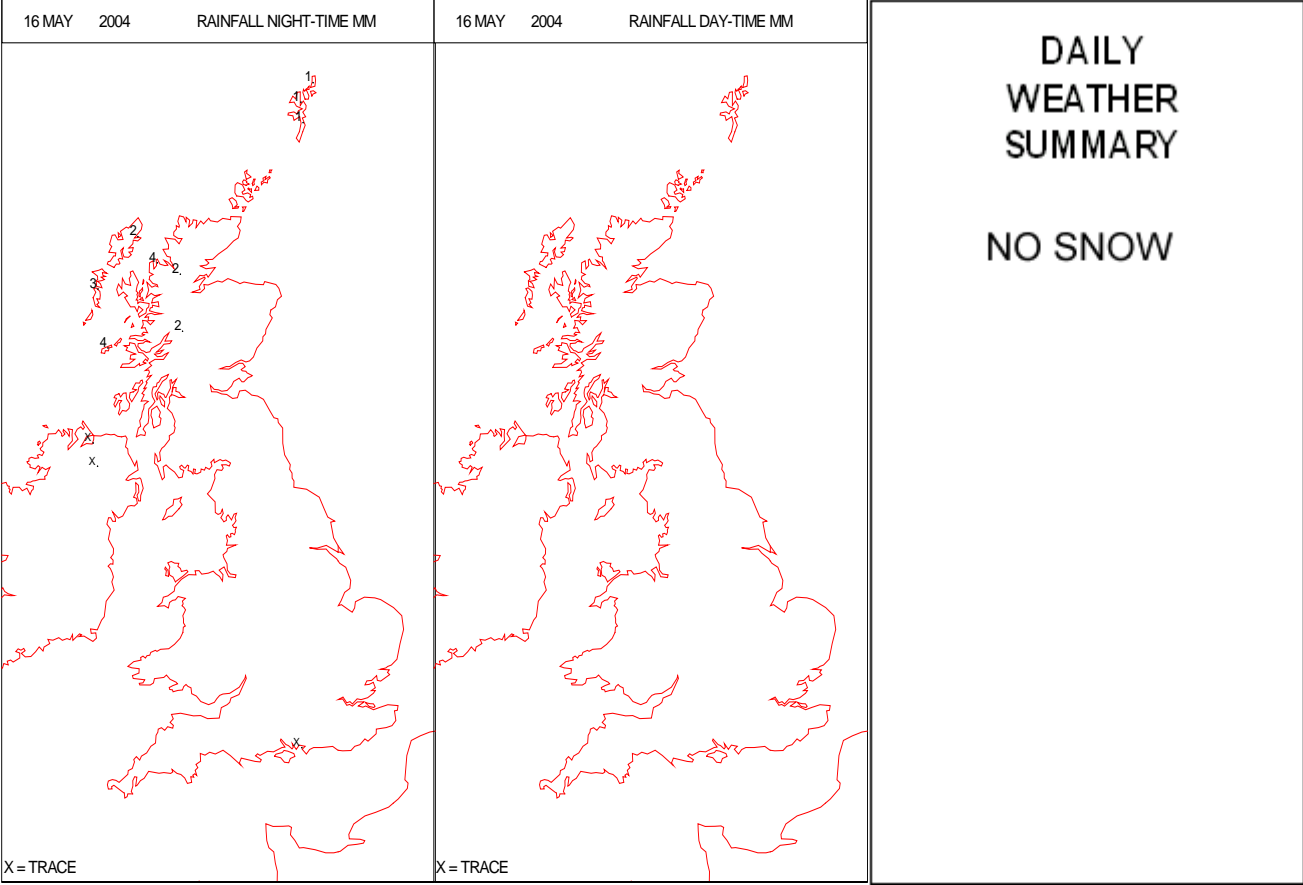 16 MAY 2004 RAINFALL NIGHT-TIME MM
1
1
1
2
4
2
3
2
4
X
X
X
X = TRACE
16 MAY 2004 RAINFALL DAY-TIME MM
X = TRACE
DAILY
WEATHER
SUMMARY
NO SNOW